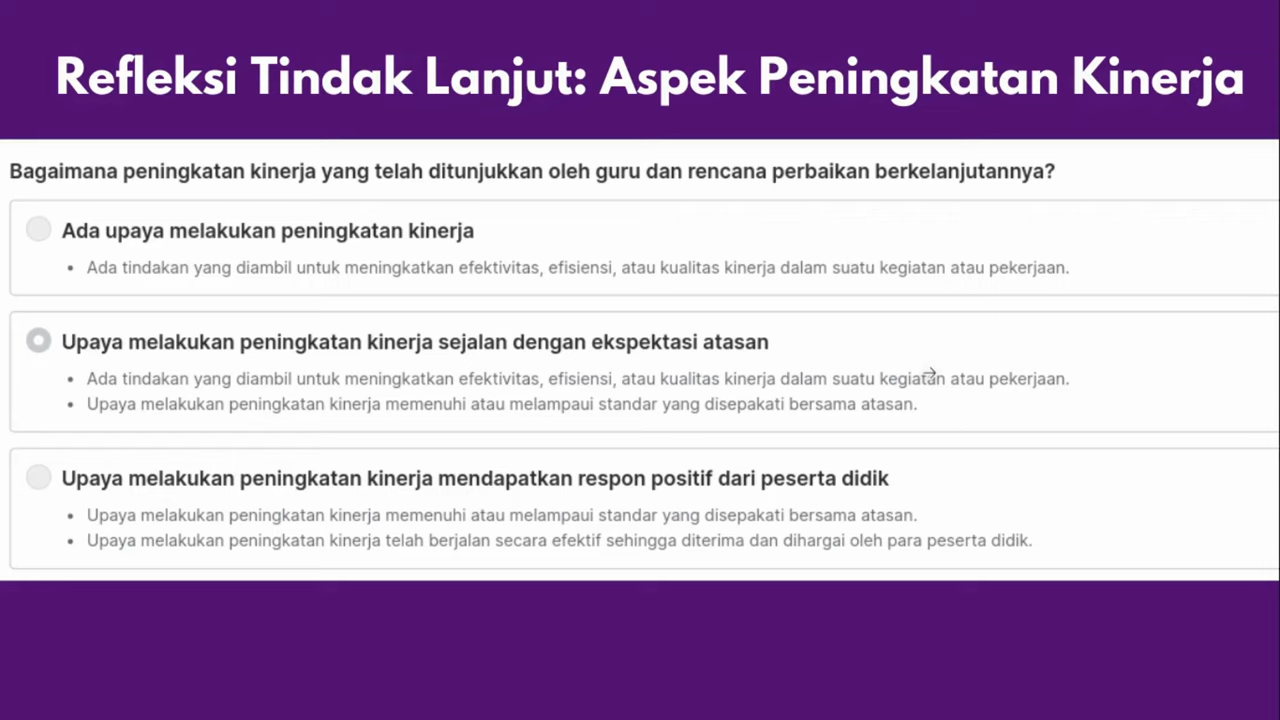 Refleksi Tindak Lanjut: Aspek Peningkatan Kinerja
Bagaimana peningkatan kinerja yang telah ditunjukkan oleh guru dan rencana perbaikan berkelanjutannya?
Ada upaya melakukan peningkatan kinerja
• Ada tindakan yang diambil untuk meningkatkan efektivitas, efisiensi, atau kualitas kinerja dalam suatu kegiatan atau pekerjaan.
Upaya melakukan peningkatan kinerja sejalan dengan ekspektasi atasan
• Ada tindakan yang diambil untuk meningkatkan efektivitas, efisiensi, atau kualitas kinerja dalam suatu kegiatan atau pekerjaan.
• Upaya melakukan peningkatan kinerja memenuhi atau melampaui standar yang disepakati bersama atasan.
Upaya melakukan peningkatan kinerja mendapatkan respon positif dari peserta didik
• Upaya melakukan peningkatan kinerja memenuhi atau melampaui standar yang disepakati bersama atasan.
• Upaya melakukan peningkatan kinerja telah berjalan secara efektif sehingga diterima dan dihargai oleh para peserta didik.